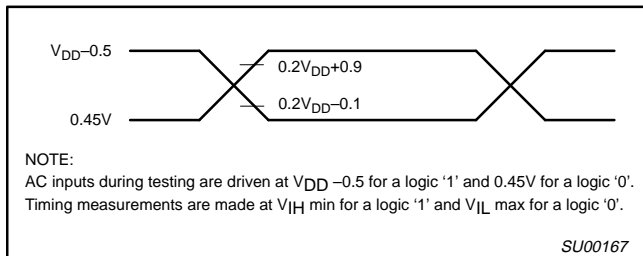 VDD–0.5
0.2VDD+0.9
0.2VDD–0.1
0.45V
NOTE:
AC inputs during testing are driven at VDD –0.5 for a logic ‘1’ and 0.45V for a logic ‘0’.
Timing measurements are made at VIH min for a logic ‘1’ and VIL max for a logic ‘0’.
SU00167